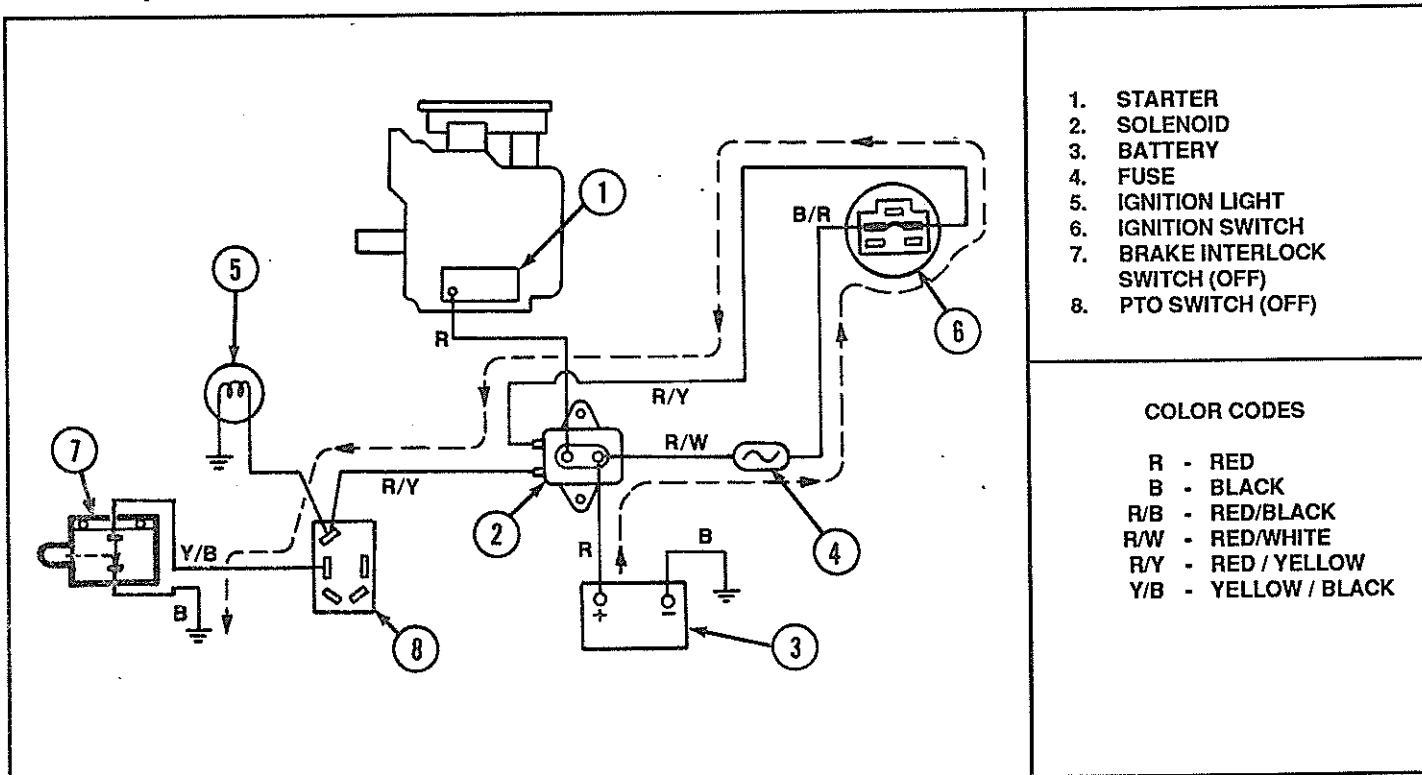 1. STARTER
2. SOLENOID
3. BATTERY
4. FUSE
5. IGNITION LIGHT
6. IGNITION SWITCH
7. BRAKE INTERLOCK
SWITCH (OFF)
8. PTO SWITCH (OFF)
COLOR CODES
R - RED
B - BLACK
R/B - RED/BLACK
R/W - RED/WHITE
R/Y - RED / YELLOW
Y/B - YELLOW / BLACK
1
B/R
5
6
R
R/Y
7
R/W
R/Y
2
4
Y/B
R
B
B
+
−
8
3